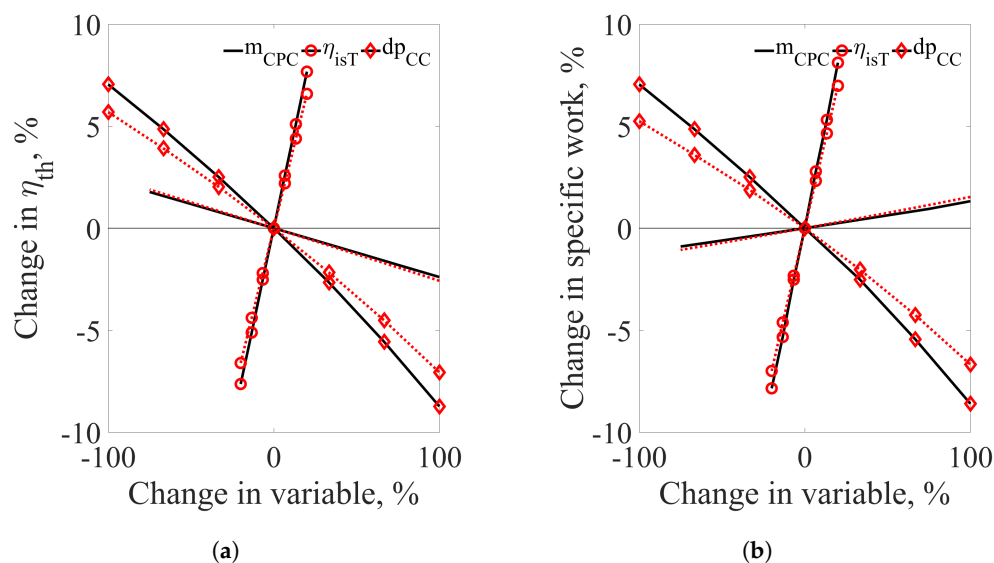 10
m_CPC η_isT dp_CC
5
0
-5
-10
-100 0 100
Change in η_th, %
Change in variable, %
(a)
10
m_CPC η_isT dp_CC
5
0
-5
-10
-100 0 100
Change in specific work, %
Change in variable, %
(b)